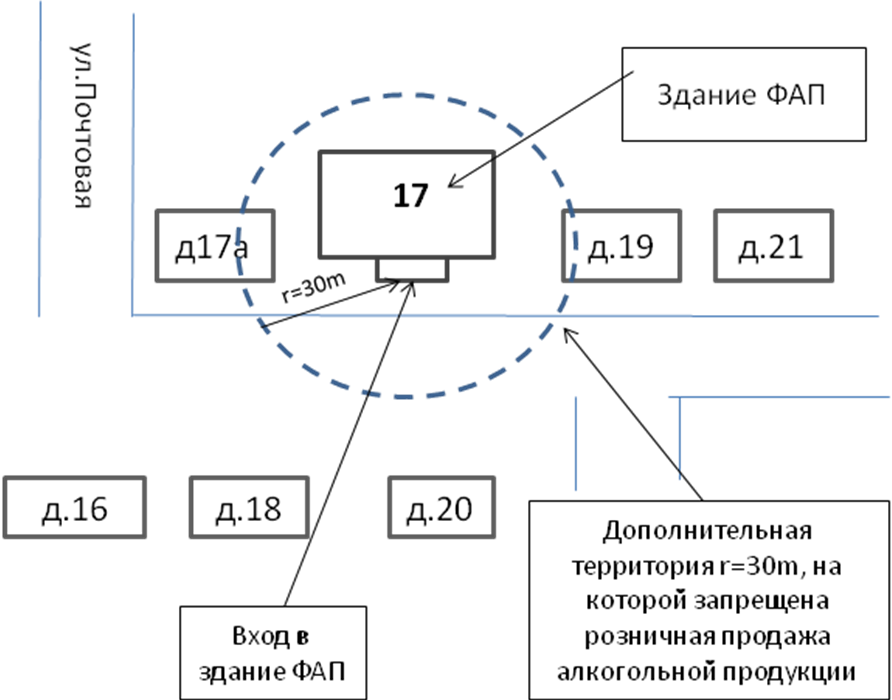 ул.Почтовая
Здание ФАП
17
д17а
д.19
д.21
r=30m
д.16
д.18
д.20
Вход в
здание ФАП
Дополнительная
территория r=30m, на
которой запрещена
розничная продажа
алкогольной продукции